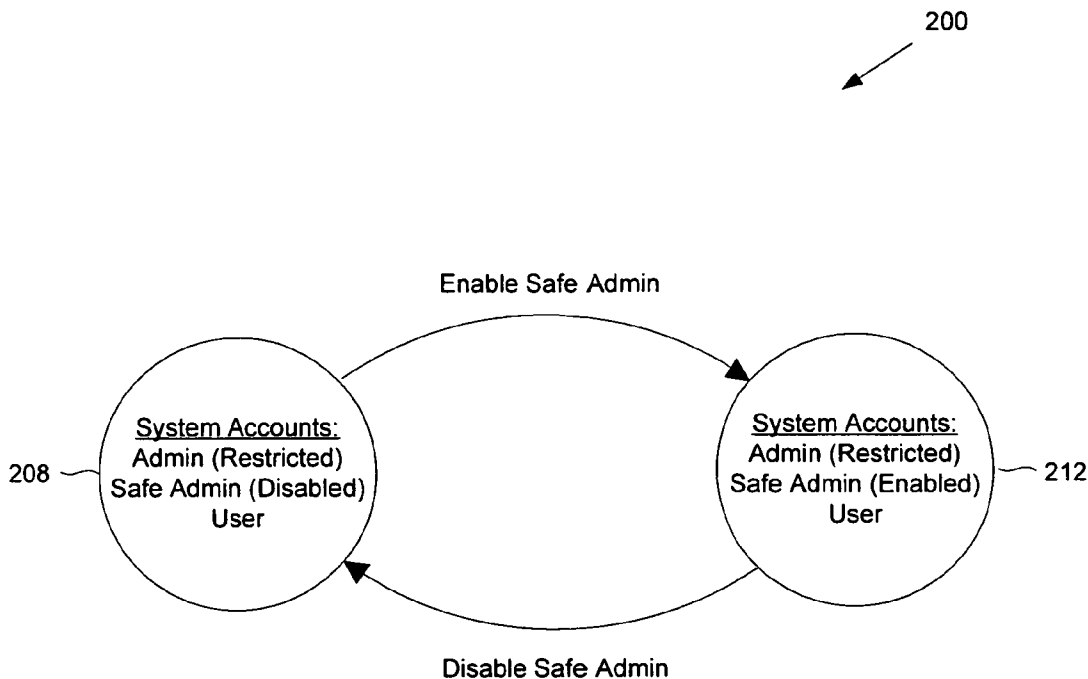 200
Enable Safe Admin
System Accounts:
Admin (Restricted)
Safe Admin (Disabled)
User
208
System Accounts:
Admin (Restricted)
Safe Admin (Enabled)
User
212
Disable Safe Admin